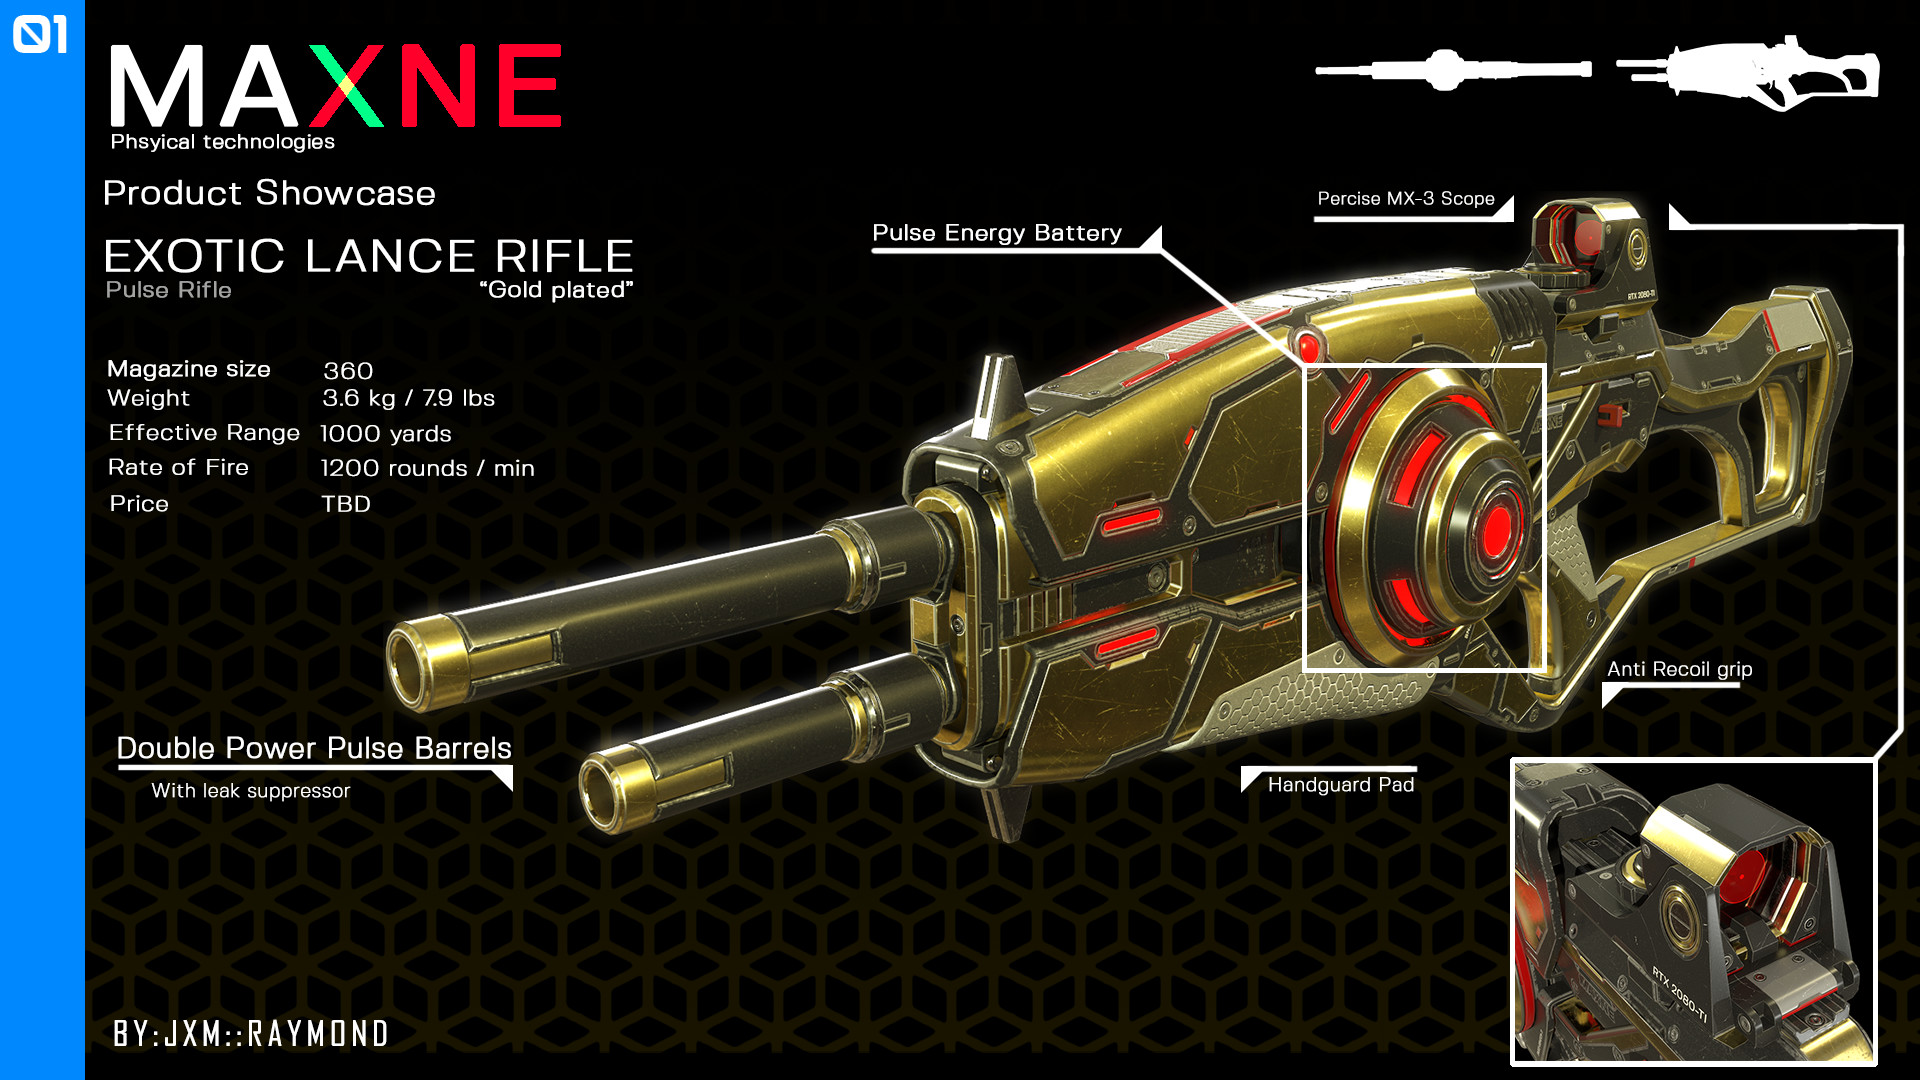 01
MAXNE
Phsyical technologies
Product Showcase
EXOTIC LANCE RIFLE
Pulse Rifle “Gold plated”
Magazine size 360
Weight 3.6 kg / 7.9 lbs
Effective Range 1000 yards
Rate of Fire 1200 rounds / min
Price TBD
Pulse Energy Battery
Percise MX-3 Scope
RTX 2080-TI
Anti Recoil grip
Double Power Pulse Barrels
With leak suppressor
Handguard Pad
RTX 2080-TI
BY:JXM::RAYMOND